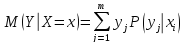 M(Y|X=x)=∑_{i=1}^{m} y_j P(y_j|x_i)